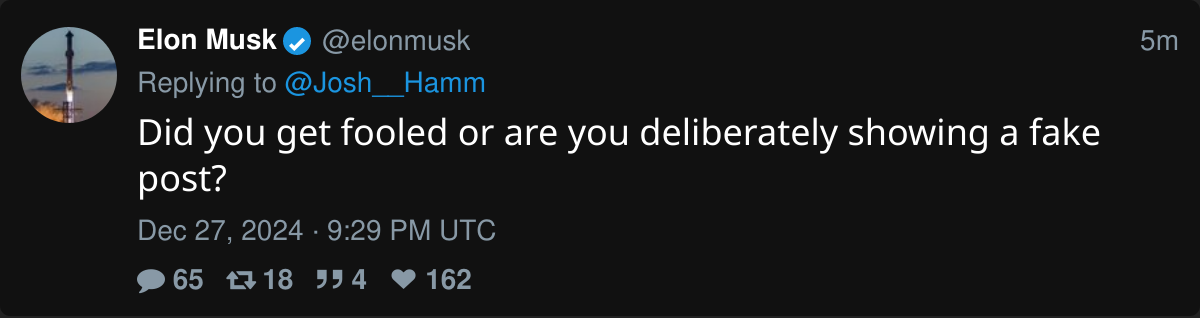 Elon Musk @elonmusk 5m
Replying to @Josh__Hamm
Did you get fooled or are you deliberately showing a fake
post?
Dec 27, 2024 · 9:29 PM UTC
65 18 4 162